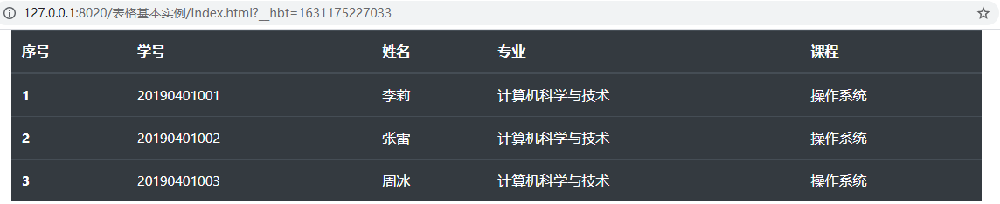 127.0.0.1:8020/表格基本实例/index.html?__hbt=1631175227033
序号 学号 姓名 专业 课程
1 20190401001 李莉 计算机科学与技术 操作系统
2 20190401002 张雷 计算机科学与技术 操作系统
3 20190401003 周冰 计算机科学与技术 操作系统